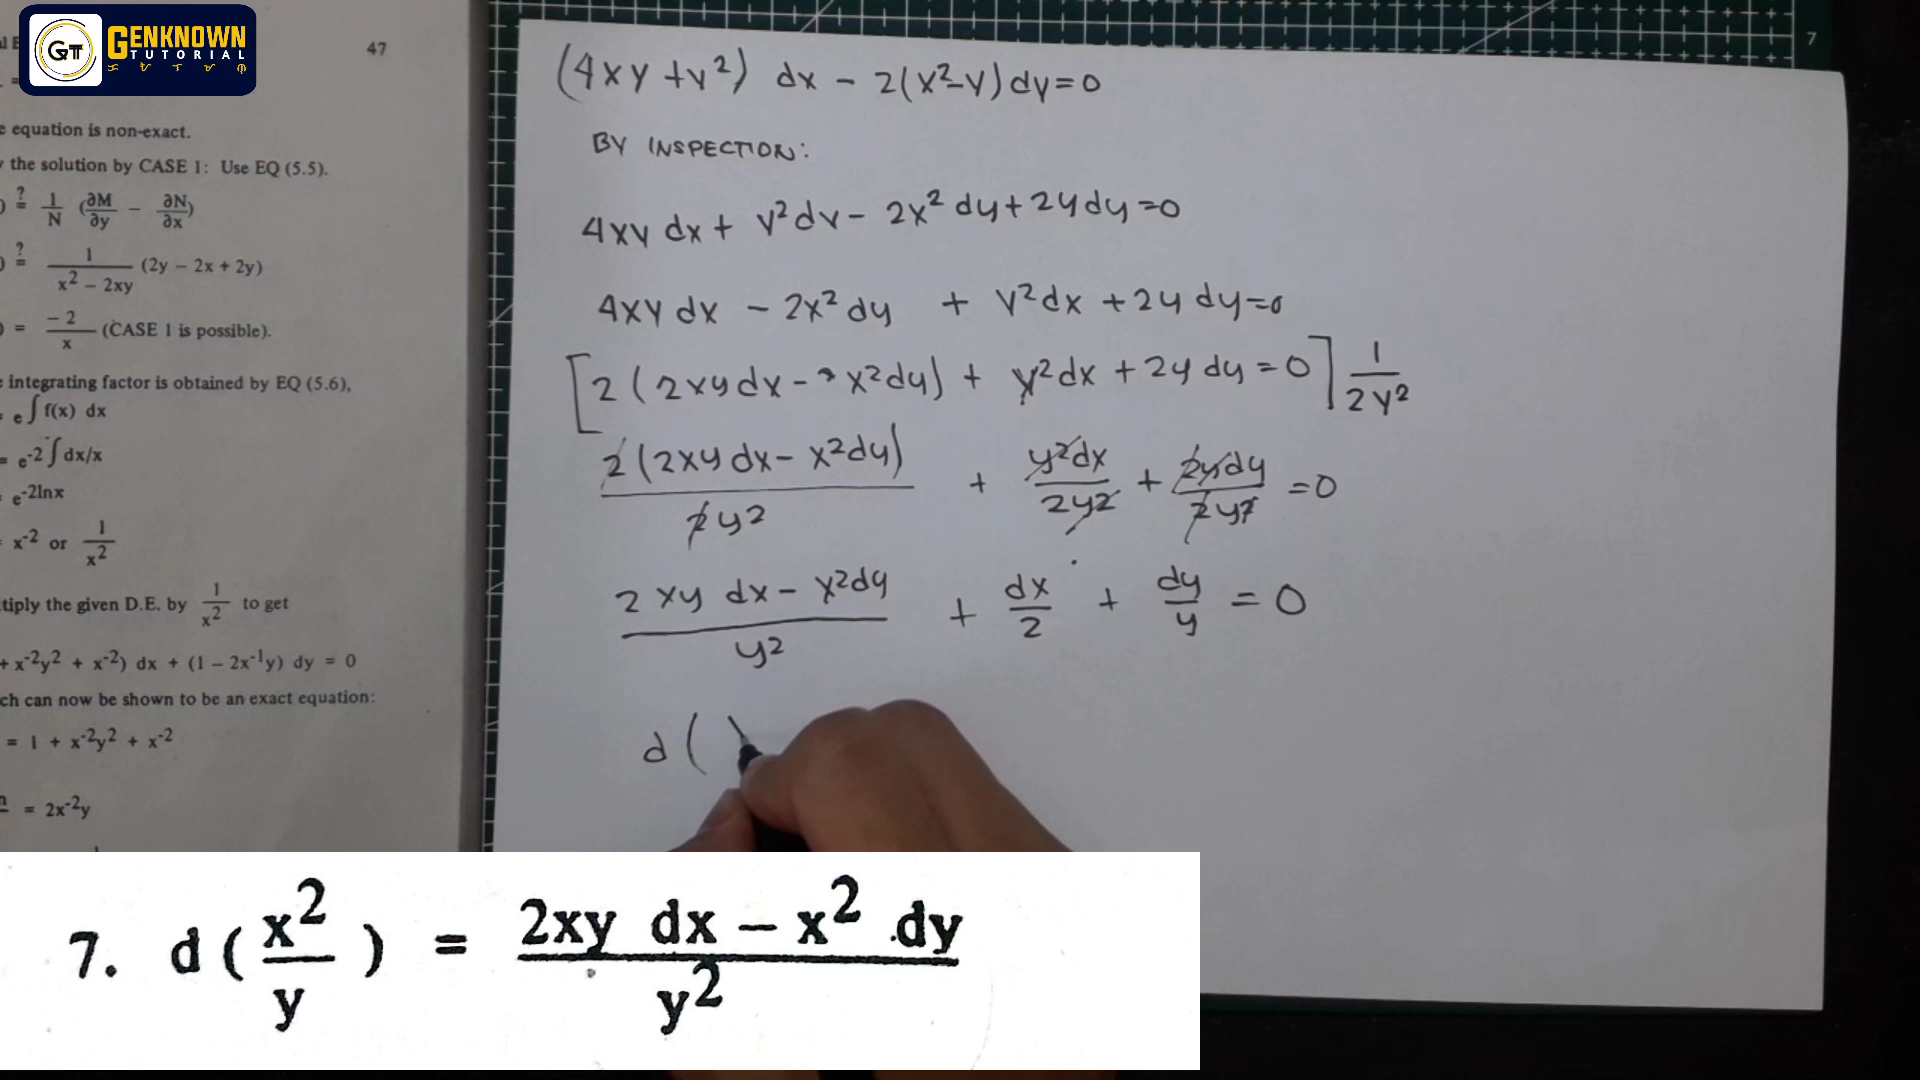 GENKNOWN
TUTORIAL
GT
47
7
e equation is non-exact.
the solution by CASE 1: Use EQ (5.5).
) ?= 1/N (∂M/∂y − ∂N/∂x)
) ?= 1/(x² − 2xy) (2y − 2x + 2y)
) = −2/x (CASE 1 is possible).
e integrating factor is obtained by EQ (5.6),
= e∫ f(x) dx
= e-2∫ dx/x
= e-2lnx
= x-2 or 1/x²
tiply the given D.E. by 1/x² to get
+ x-2y2 + x-2) dx + (1 − 2x-1y) dy = 0
ch can now be shown to be an exact equation:
= 1 + x-2y2 + x-2
= 2x-2y
(4xy + y²) dx − 2(x²−y)dy=0
BY INSPECTION:
4xy dx + y²dx − 2x² dy + 2y dy =0
4xy dx − 2x² dy + y²dx + 2y dy=0
[2 (2xy dx − x²dy) + y²dx + 2y dy = 0] 1/2y²
2(2xy dx − x²dy)/2y² + y²dx/2y² + 2ydy/2y² =0
2xy dx − x²dy/y² + dx/2 + dy/y = 0
d (
7. d( x²/y ) = 2xy dx − x² dy/y²